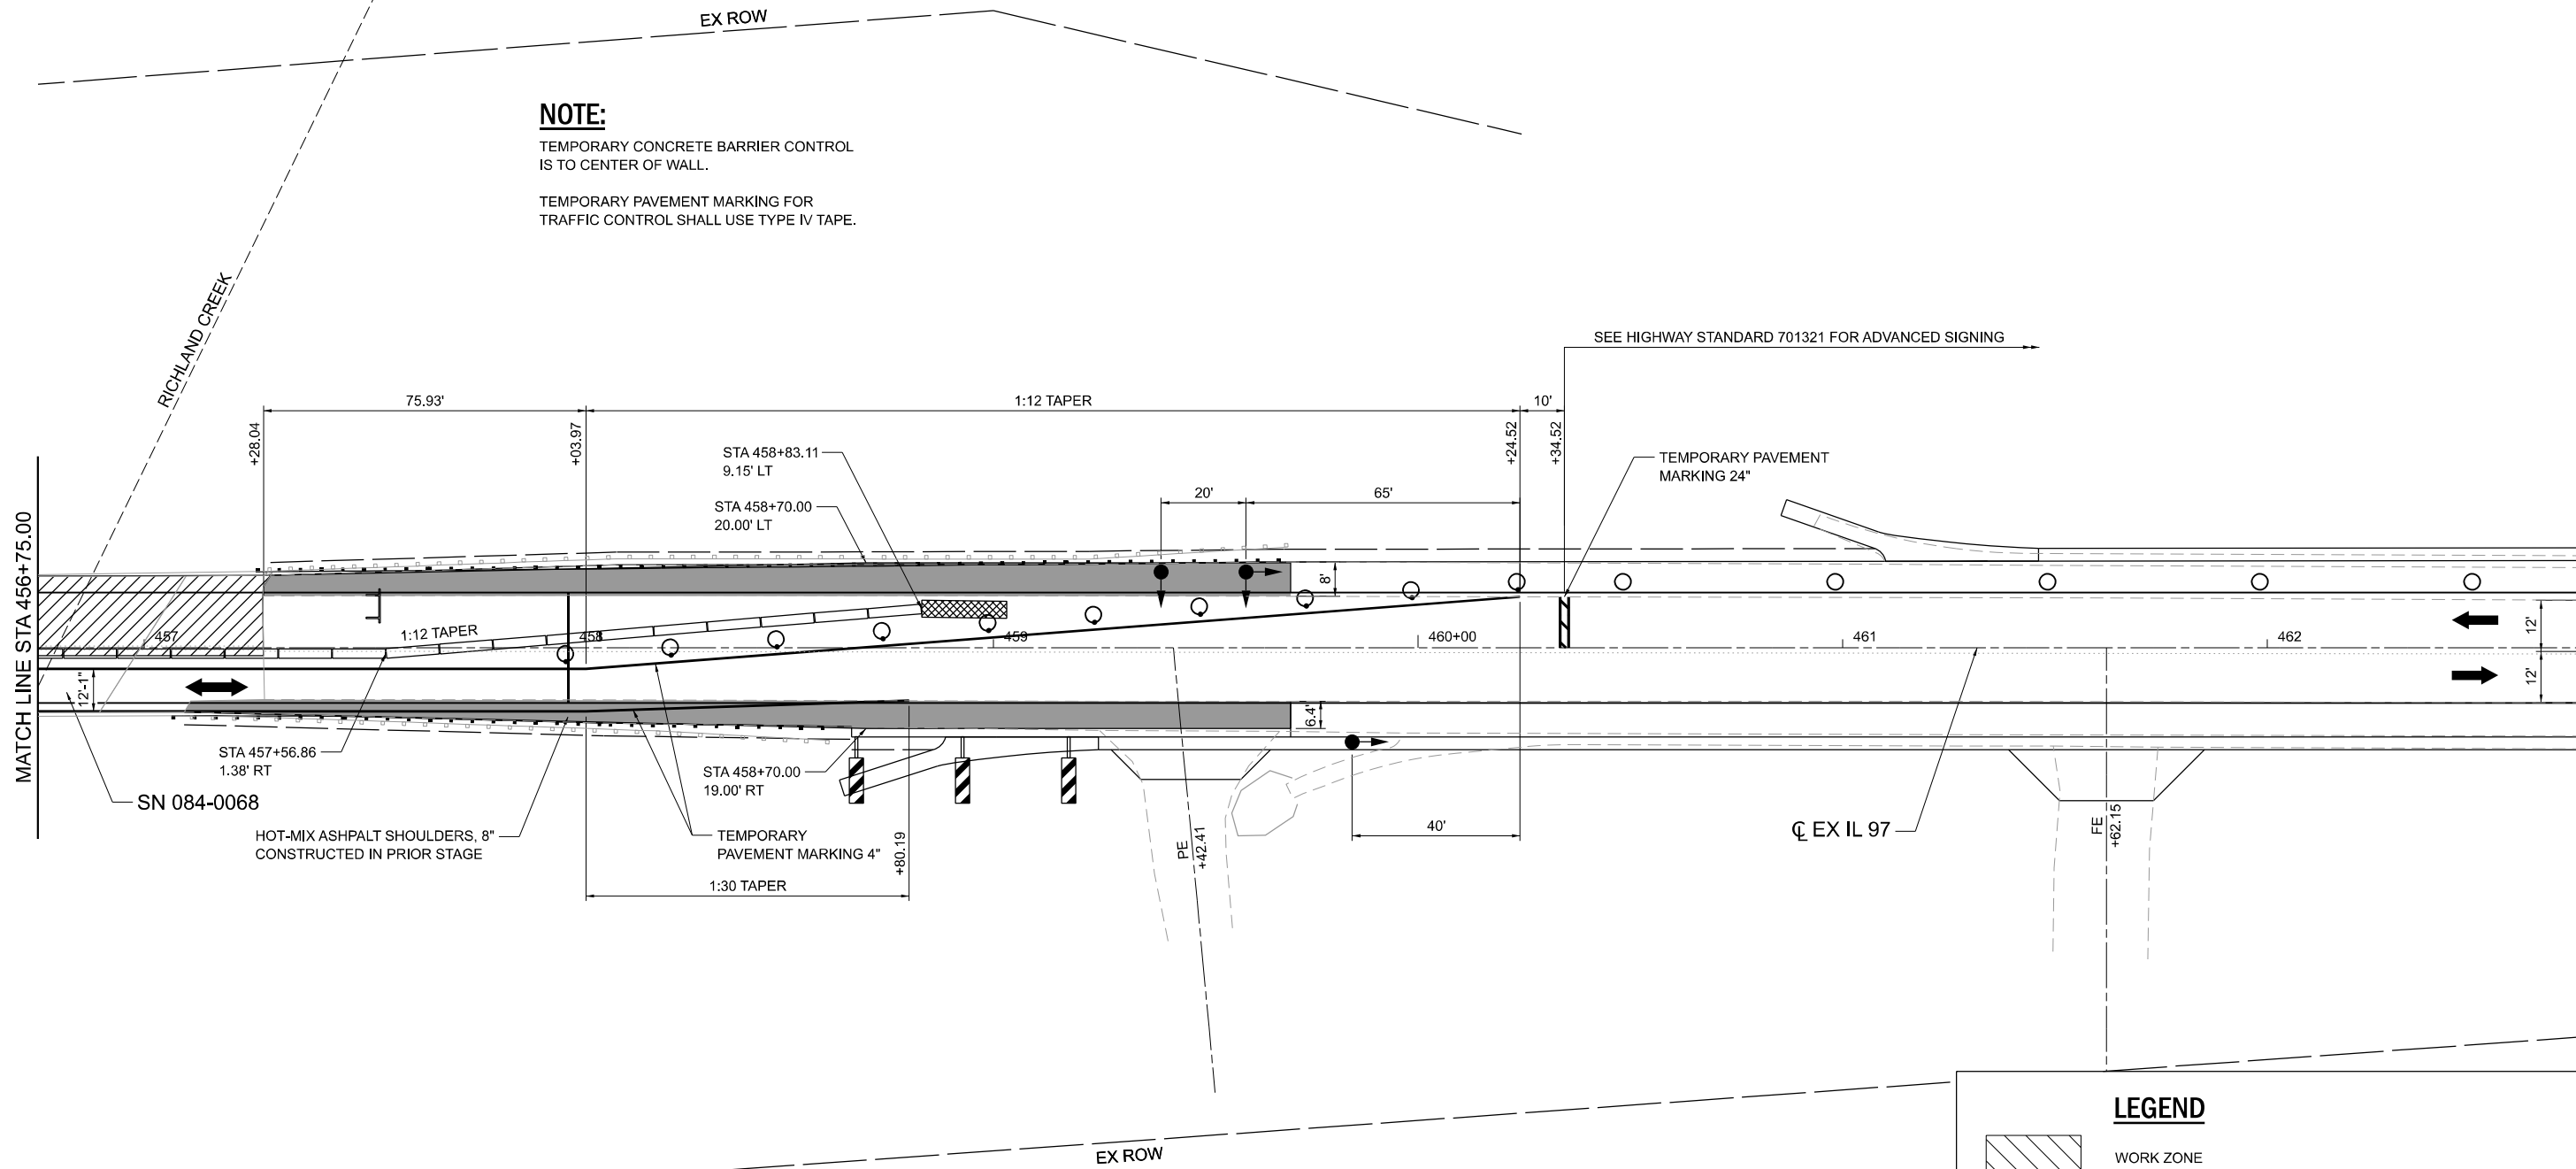 EX ROW
NOTE:
TEMPORARY CONCRETE BARRIER CONTROL
IS TO CENTER OF WALL.
TEMPORARY PAVEMENT MARKING FOR
TRAFFIC CONTROL SHALL USE TYPE IV TAPE.
RICHLAND CREEK
SEE HIGHWAY STANDARD 701321 FOR ADVANCED SIGNING
75.93'
1:12 TAPER
10'
+28.04
+03.97
+24.52
+34.52
STA 458+83.11
9.15' LT
TEMPORARY PAVEMENT
MARKING 24"
20'
65'
STA 458+70.00
20.00' LT
MATCH LINE STA 456+75.00
8'
457
1:12 TAPER
458
459
460+00
461
462
12'
12'
12'-1"
6.4'
STA 457+56.86
1.38' RT
STA 458+70.00
19.00' RT
SN 084-0068
HOT-MIX ASHPALT SHOULDERS, 8"
CONSTRUCTED IN PRIOR STAGE
TEMPORARY
PAVEMENT MARKING 4"
+80.19
1:30 TAPER
PE
+42.41
40'
℄ EX IL 97
FE
+62.15
EX ROW
LEGEND
WORK ZONE